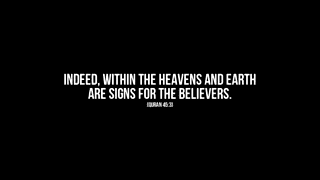 INDEED, WITHIN THE HEAVENS AND EARTH
ARE SIGNS FOR THE BELIEVERS.
(QURAN 45:3)